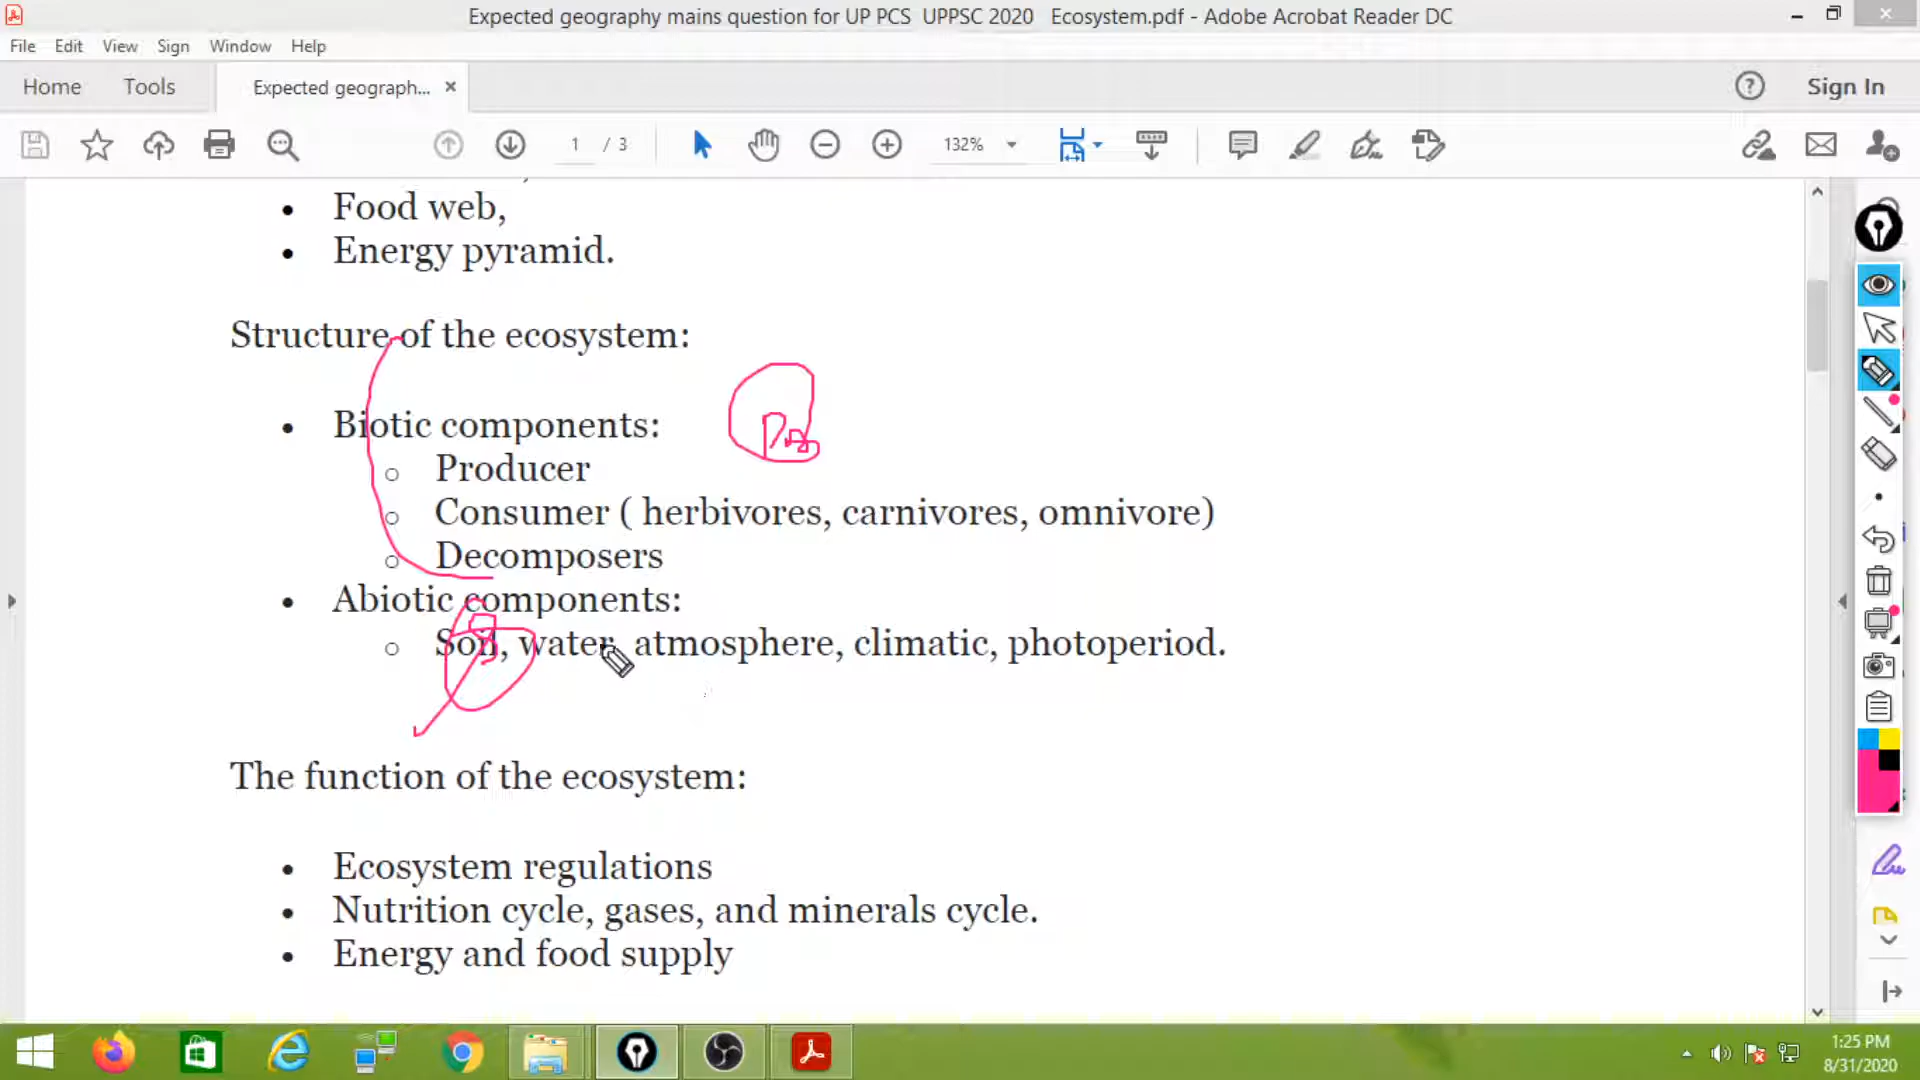 Expected geography mains question for UP PCS UPPSC 2020 Ecosystem.pdf - Adobe Acrobat Reader DC
File Edit View Sign Window Help
Home Tools Expected geograph... × Sign In
1 / 3 132%
• Food web,
• Energy pyramid.
Structure of the ecosystem:
• Biotic components:
o Producer
o Consumer ( herbivores, carnivores, omnivore)
o Decomposers
• Abiotic components:
o Soil, water, atmosphere, climatic, photoperiod.
The function of the ecosystem:
• Ecosystem regulations
• Nutrition cycle, gases, and minerals cycle.
• Energy and food supply
1:25 PM
8/31/2020